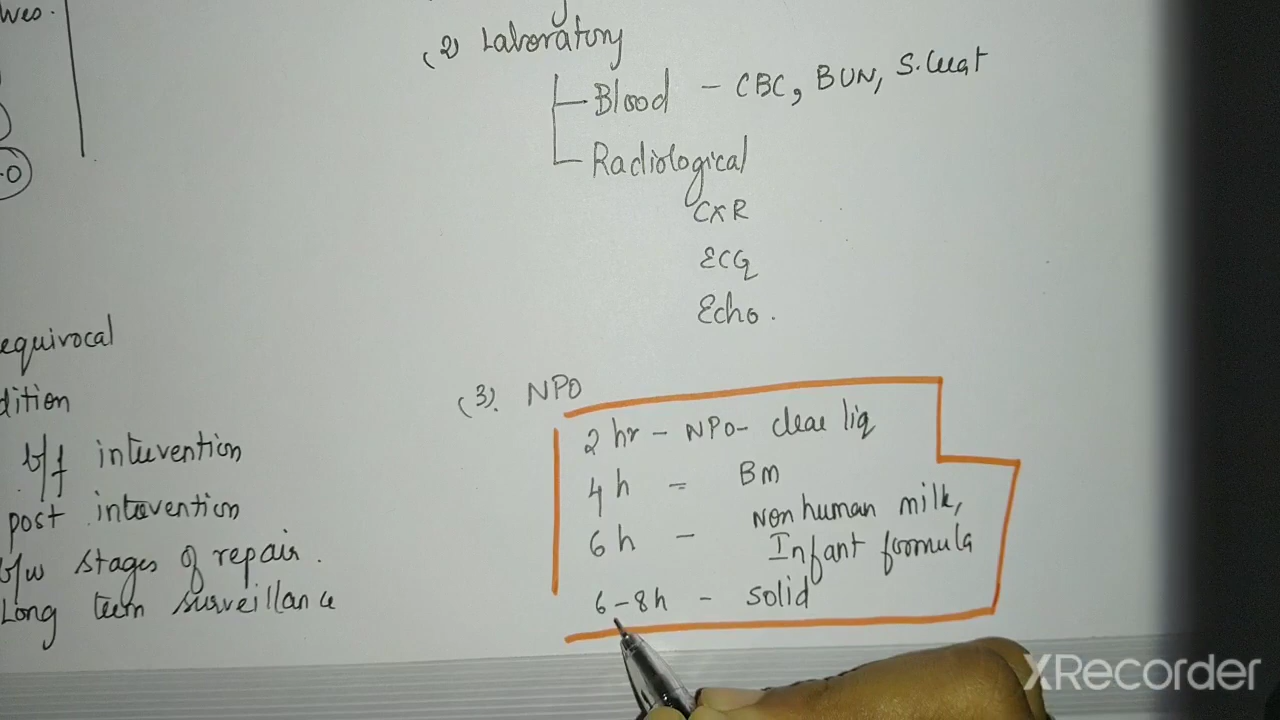 (2) Laboratory
Blood - CBC, BUN, S.Creat
Radiological
CXR
ECG
Echo.
equivocal
dition
b/f intervention
post intervention
b/w stages of repair.
Long term surveillance
(3). NPO
2 hr - NPO- clear liq
4 h = BM
6 h - Non human milk,
Infant formula
6-8h - solid
XRecorder